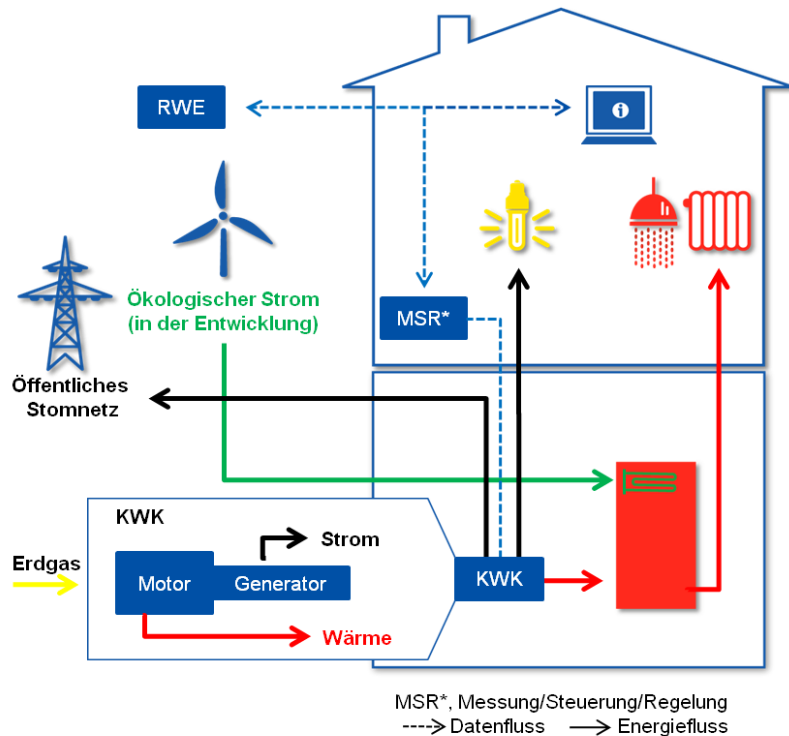 RWE
Ökologischer Strom
(in der Entwicklung)
MSR*
Öffentliches
Stomnetz
KWK
Strom
Erdgas
Motor
Generator
KWK
Wärme
MSR*, Messung/Steuerung/Regelung
Datenfluss
Energiefluss